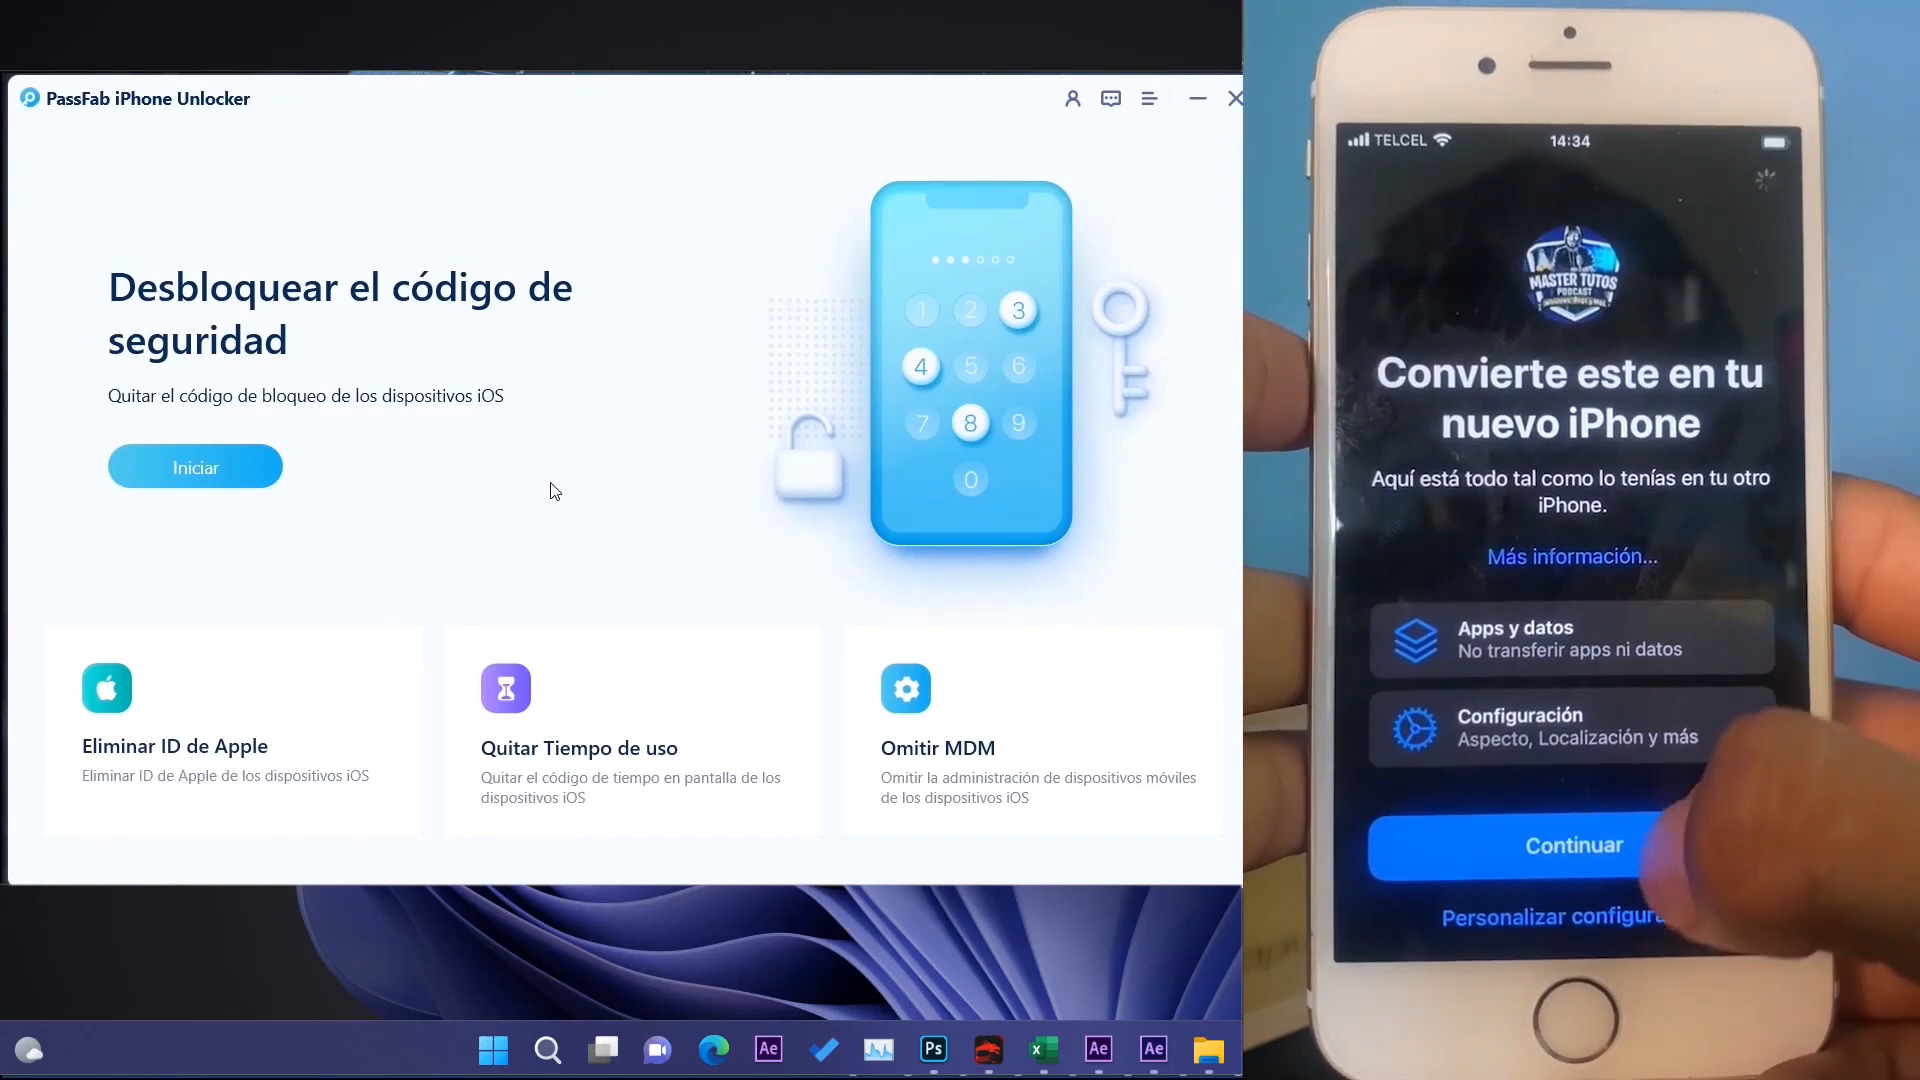 PassFab iPhone Unlocker
Desbloquear el código de
seguridad
Quitar el código de bloqueo de los dispositivos iOS
Iniciar
1 2 3
4 5 6
7 8 9
0
Eliminar ID de Apple
Eliminar ID de Apple de los dispositivos iOS
Quitar Tiempo de uso
Quitar el código de tiempo en pantalla de los
dispositivos iOS
Omitir MDM
Omitir la administración de dispositivos móviles
de los dispositivos iOS
Ae
Ps
X
Ae
Ae
TELCEL
14:34
MASTER TUTOS
PODCAST
Convierte este en tu
nuevo iPhone
Aquí está todo tal como lo tenías en tu otro
iPhone.
Más información...
Apps y datos
No transferir apps ni datos
Configuración
Aspecto, Localización y más
Continuar
Personalizar configura